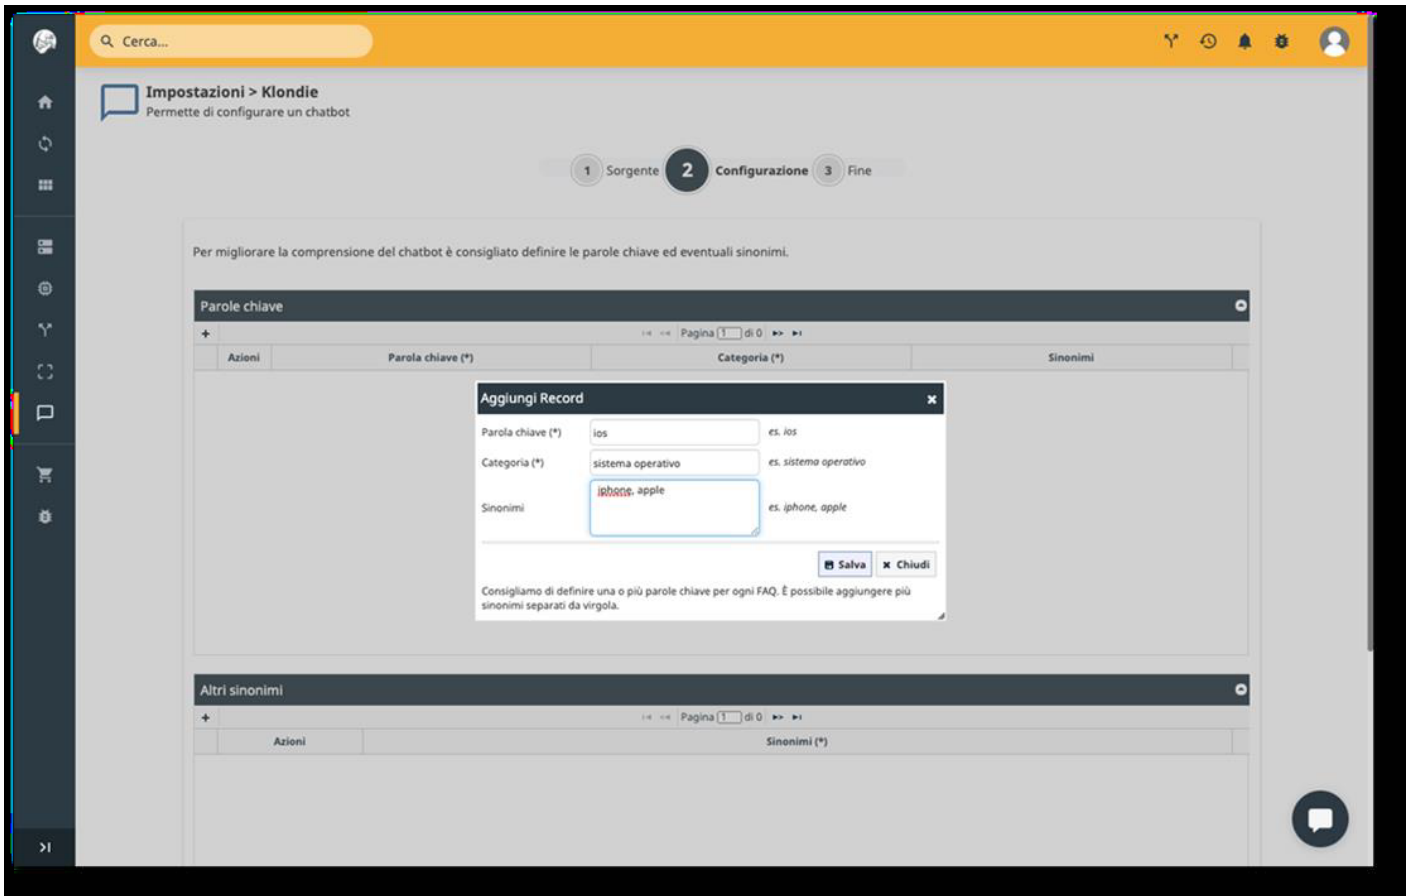 Cerca...
Impostazioni > Klondie
Permette di configurare un chatbot
1 Sorgente 2 Configurazione 3 Fine
Per migliorare la comprensione del chatbot è consigliato definire le parole chiave ed eventuali sinonimi.
Parole chiave
+ Pagina 1 di 0
Azioni Parola chiave (*) Categoria (*) Sinonimi
Aggiungi Record
Parola chiave (*) ios es. ios
Categoria (*) sistema operativo es. sistema operativo
iphone, apple
Sinonimi es. iphone, apple
Salva Chiudi
Consigliamo di definire una o più parole chiave per ogni FAQ. È possibile aggiungere più
sinonimi separati da virgola.
Altri sinonimi
+ Pagina 1 di 0
Azioni Sinonimi (*)